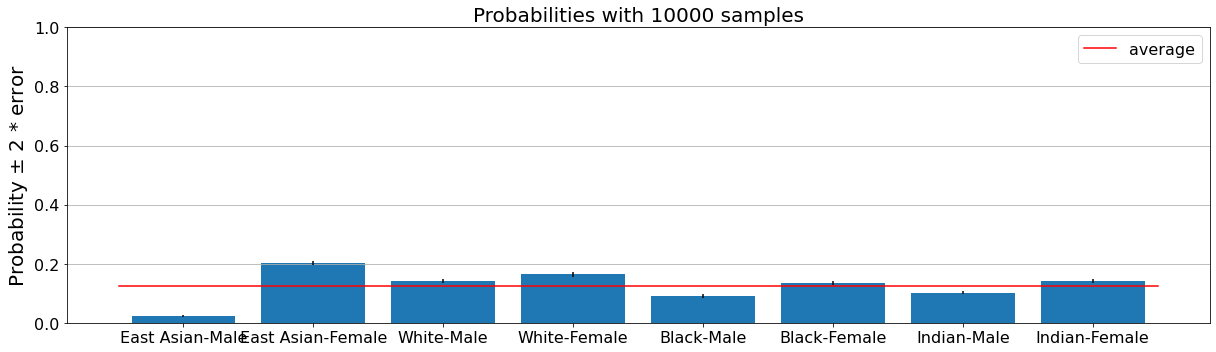 Probabilities with 10000 samples
average
Probability ± 2 * error
1.0
0.8
0.6
0.4
0.2
0.0
East Asian-Male East Asian-Female White-Male White-Female Black-Male Black-Female Indian-Male Indian-Female